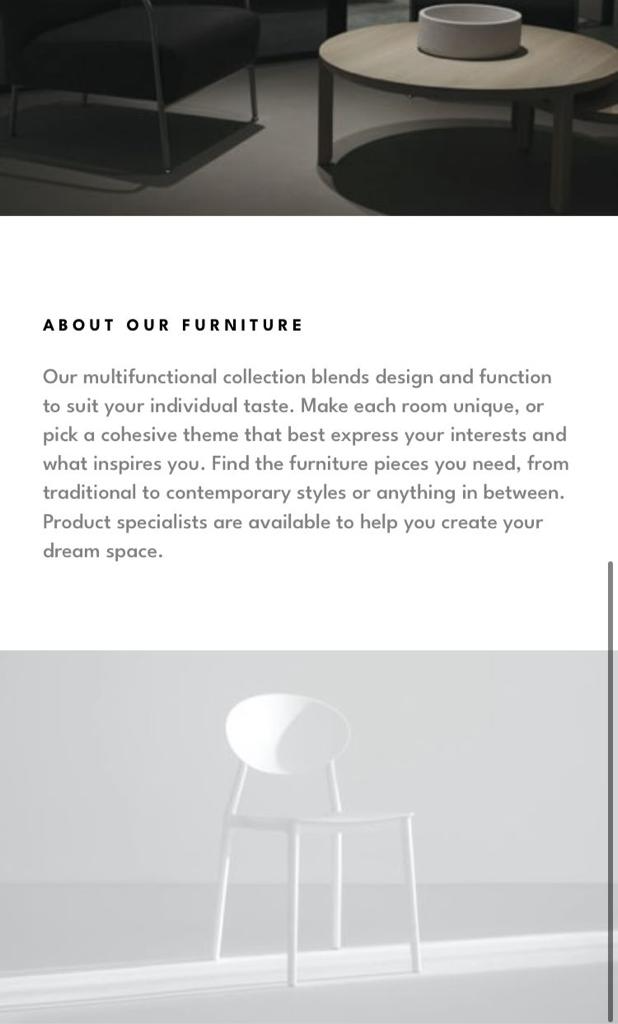 ABOUT OUR FURNITURE
Our multifunctional collection blends design and function
to suit your individual taste. Make each room unique, or
pick a cohesive theme that best express your interests and
what inspires you. Find the furniture pieces you need, from
traditional to contemporary styles or anything in between.
Product specialists are available to help you create your
dream space.